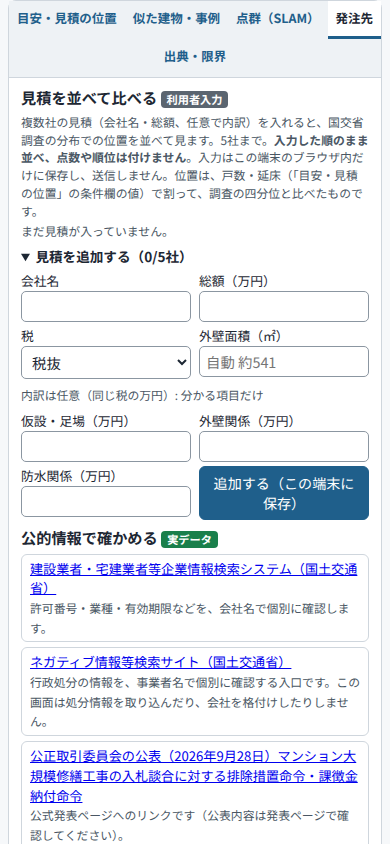 目安・見積の位置 似た建物・事例 点群（SLAM） 発注先
出典・限界
見積を並べて比べる 利用者入力
複数社の見積（会社名・総額、任意で内訳）を入れると、国交省
調査の分布での位置を並べて見ます。5社まで。入力した順のまま
並べ、点数や順位は付けません。入力はこの端末のブラウザ内だ
けに保存し、送信しません。位置は、戸数・延床（「目安・見積
の位置」の条件欄の値）で割って、調査の四分位と比べたもので
す。
まだ見積が入っていません。
▼ 見積を追加する（0/5社）
会社名 総額（万円）
税 外壁面積（㎡）
税抜 自動 約541
内訳は任意（同じ税の万円）: 分かる項目だけ
仮設・足場（万円） 外壁関係（万円）
防水関係（万円）
追加する（この端末に
保存）
公的情報で確かめる 実データ
建設業者・宅建業者等企業情報検索システム（国土交通
省）
許可番号・業種・有効期限などを、会社名で個別に確認しま
す。
ネガティブ情報等検索サイト（国土交通省）
行政処分の情報を、事業者名で個別に確認する入口です。この
画面は処分情報を取り込んだり、会社を格付けしたりしませ
ん。
公正取引委員会の公表（2026年9月28日）マンション大
規模修繕工事の入札談合に対する排除措置命令・課徴金
納付命令
公式発表ページへのリンクです（公表内容は発表ページで確
認してください）。